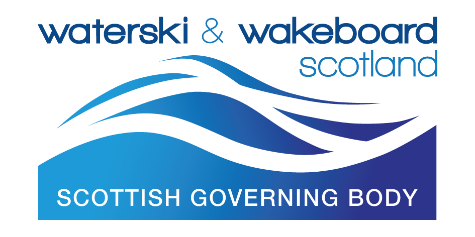 waterski & wakeboard
scotland
SCOTTISH GOVERNING BODY